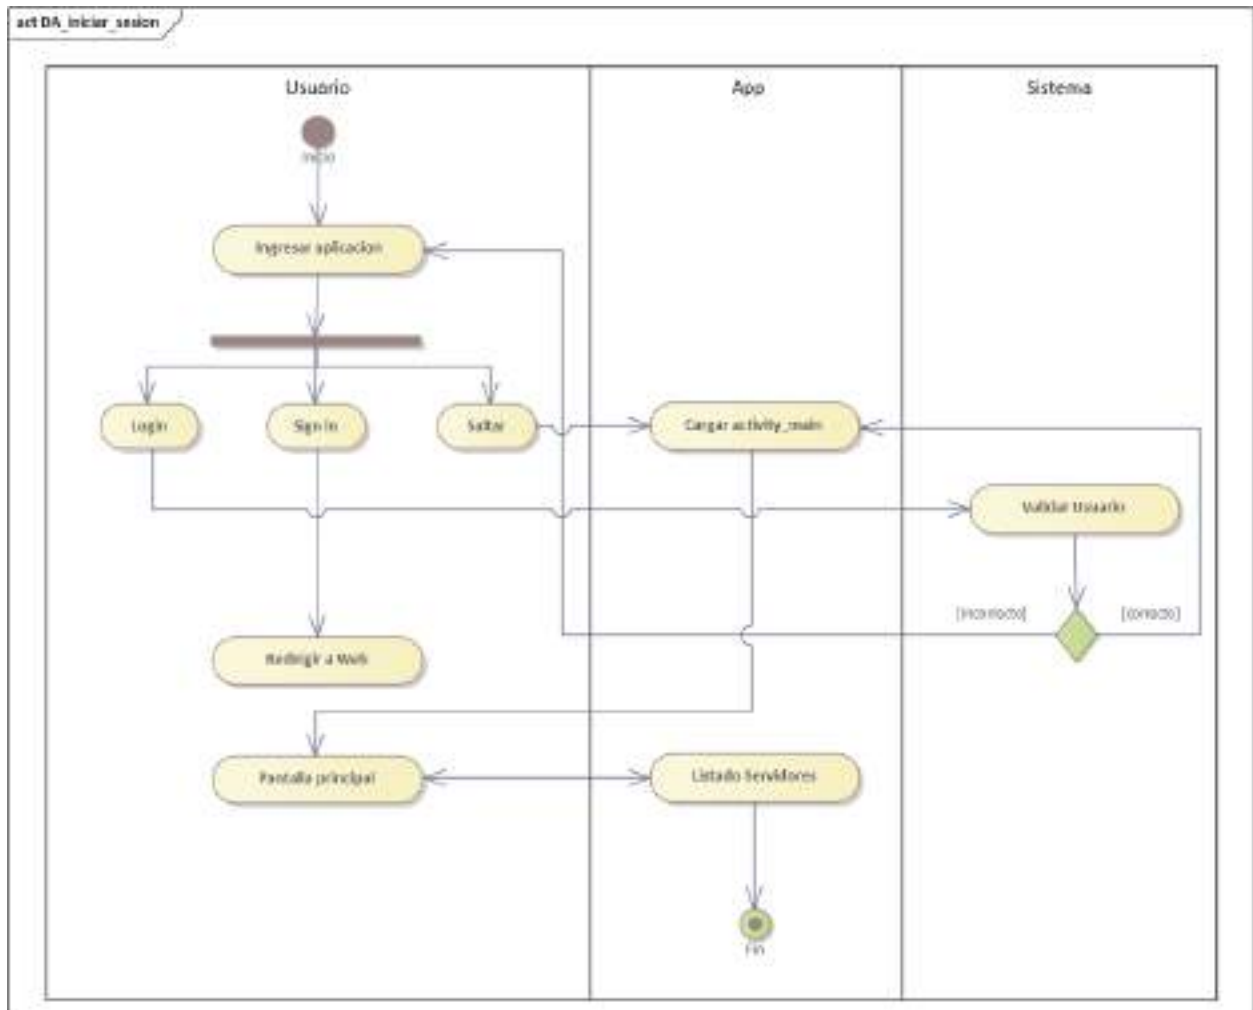 act DA_iniciar_sesion
Usuario
App
Sistema
Inicio
Ingresar aplicacion
Login
Sign In
Saltar
Cargar activity_main
Validar Usuario
[incorrecto]
[correcto]
Redirigir a Web
Pantalla principal
Listado Servidores
Fin